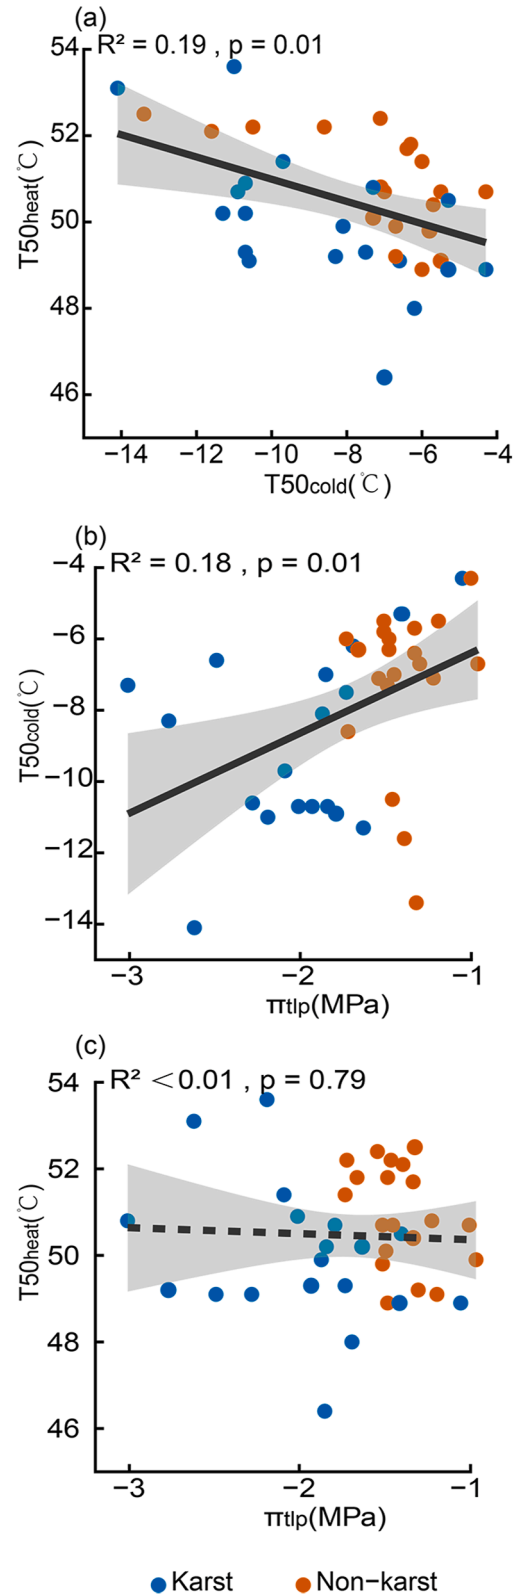 (a)
R² = 0.19 , p = 0.01
54
52
50
48
46
T50heat(℃)
−14 −12 −10 −8 −6 −4
T50cold(℃)
(b)
R² = 0.18 , p = 0.01
−4
−6
−8
−10
−12
−14
T50cold(℃)
−3 −2 −1
πtlp(MPa)
(c)
R² <0.01 , p = 0.79
54
52
50
48
46
T50heat(℃)
−3 −2 −1
πtlp(MPa)
Karst Non−karst